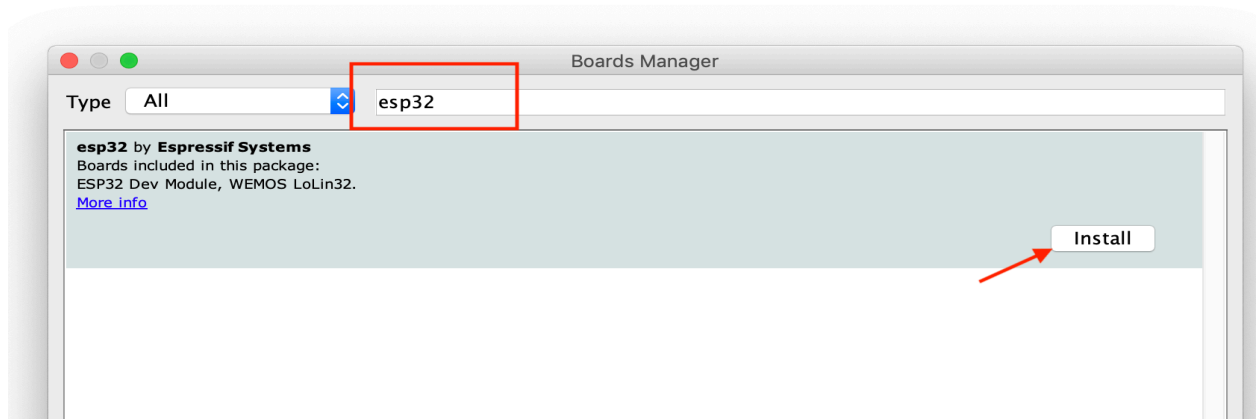 Boards Manager
Type All esp32
esp32 by Espressif Systems
Boards included in this package:
ESP32 Dev Module, WEMOS LoLin32.
More info
Install